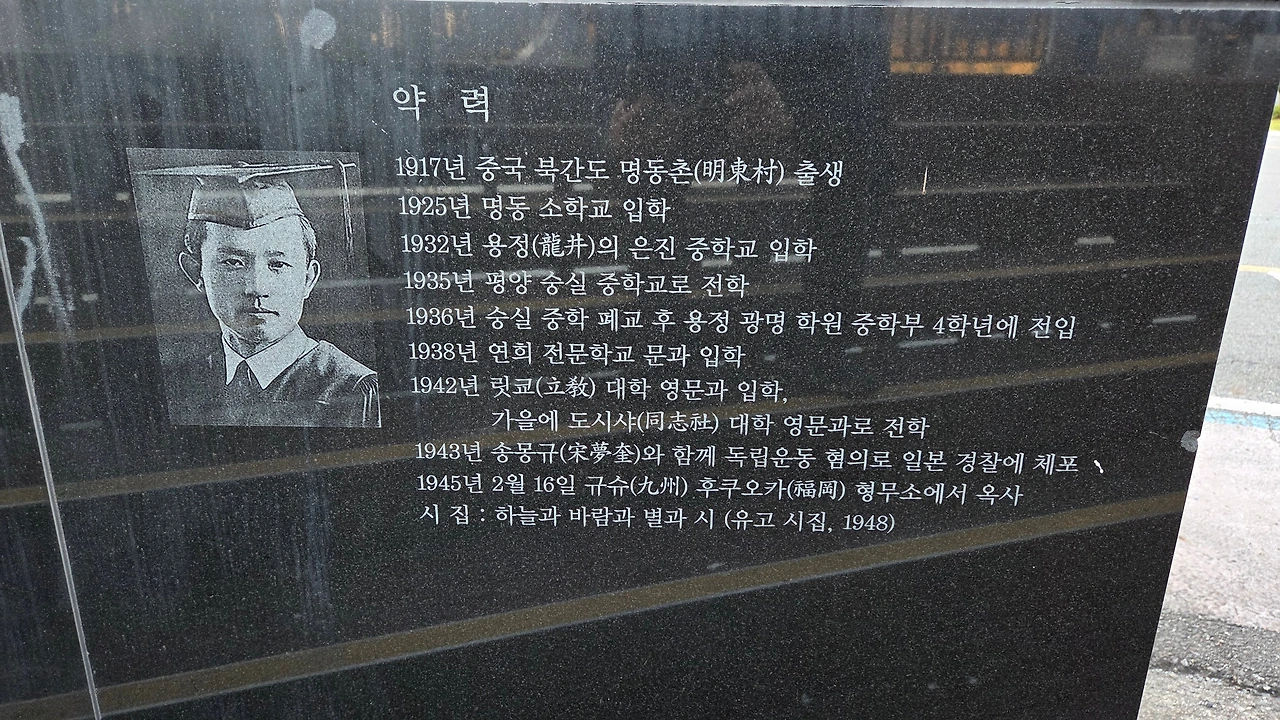 약 력
1917년 중국 북간도 명동촌(明東村) 출생
1925년 명동 소학교 입학
1932년 용정(龍井)의 은진 중학교 입학
1935년 평양 숭실 중학교로 전학
1936년 숭실 중학 폐교 후 용정 광명 학원 중학부 4학년에 전입
1938년 연희 전문학교 문과 입학
1942년 릿쿄(立敎) 대학 영문과 입학,
가을에 도시샤(同志社) 대학 영문과로 전학
1943년 송몽규(宋夢奎)와 함께 독립운동 혐의로 일본 경찰에 체포
1945년 2월 16일 규슈(九州) 후쿠오카(福岡) 형무소에서 옥사
시 집 : 하늘과 바람과 별과 시 (유고 시집, 1948)